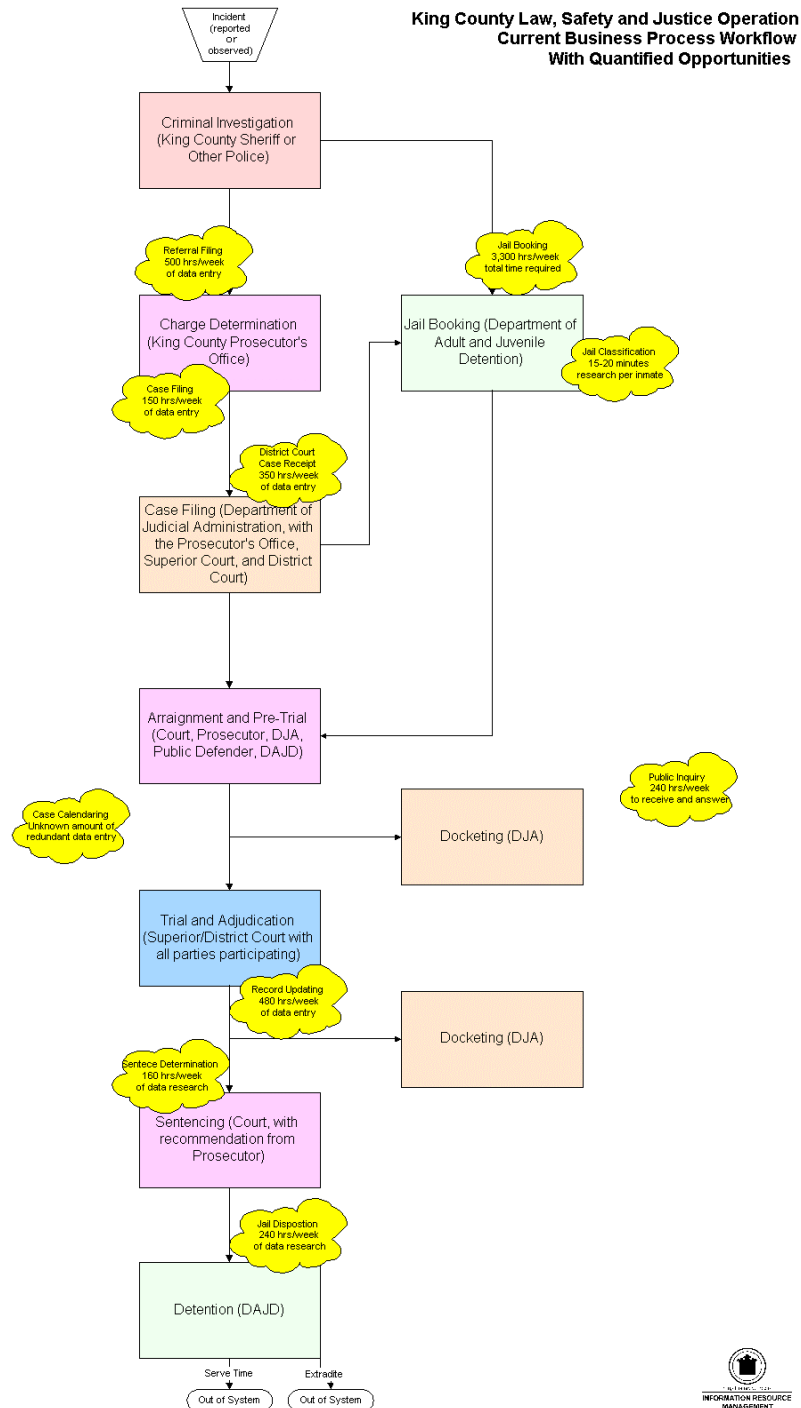 King County Law, Safety and Justice Operation
Current Business Process Workflow
With Quantified Opportunities
Incident
(reported
or
observed)
Criminal Investigation
(King County Sheriff or
Other Police)
Referral Filing
500 hrs/week
of data entry
Jail Booking
3,300 hrs/week
total time required
Charge Determination
(King County Prosecutor's
Office)
Jail Booking (Department of
Adult and Juvenile
Detention)
Jail Classification
15-20 minutes
research per inmate
Case Filing
150 hrs/week
of data entry
District Court
Case Receipt
350 hrs/week
of data entry
Case Filing (Department of
Judicial Administration, with
the Prosecutor's Office,
Superior Court, and District
Court)
Arraignment and Pre-Trial
(Court, Prosecutor, DJA,
Public Defender, DAJD)
Public Inquiry
240 hrs/week
to receive and answer
Case Calendaring
Unknown amount of
redundant data entry
Docketing (DJA)
Trial and Adjudication
(Superior/District Court with
all parties participating)
Record Updating
480 hrs/week
of data entry
Docketing (DJA)
Sentece Determination
160 hrs/week
of data research
Sentencing (Court, with
recommendation from
Prosecutor)
Jail Dispostion
240 hrs/week
of data research
Detention (DAJD)
Serve Time
Extradite
Out of System
Out of System
INFORMATION RESOURCE
MANAGEMENT